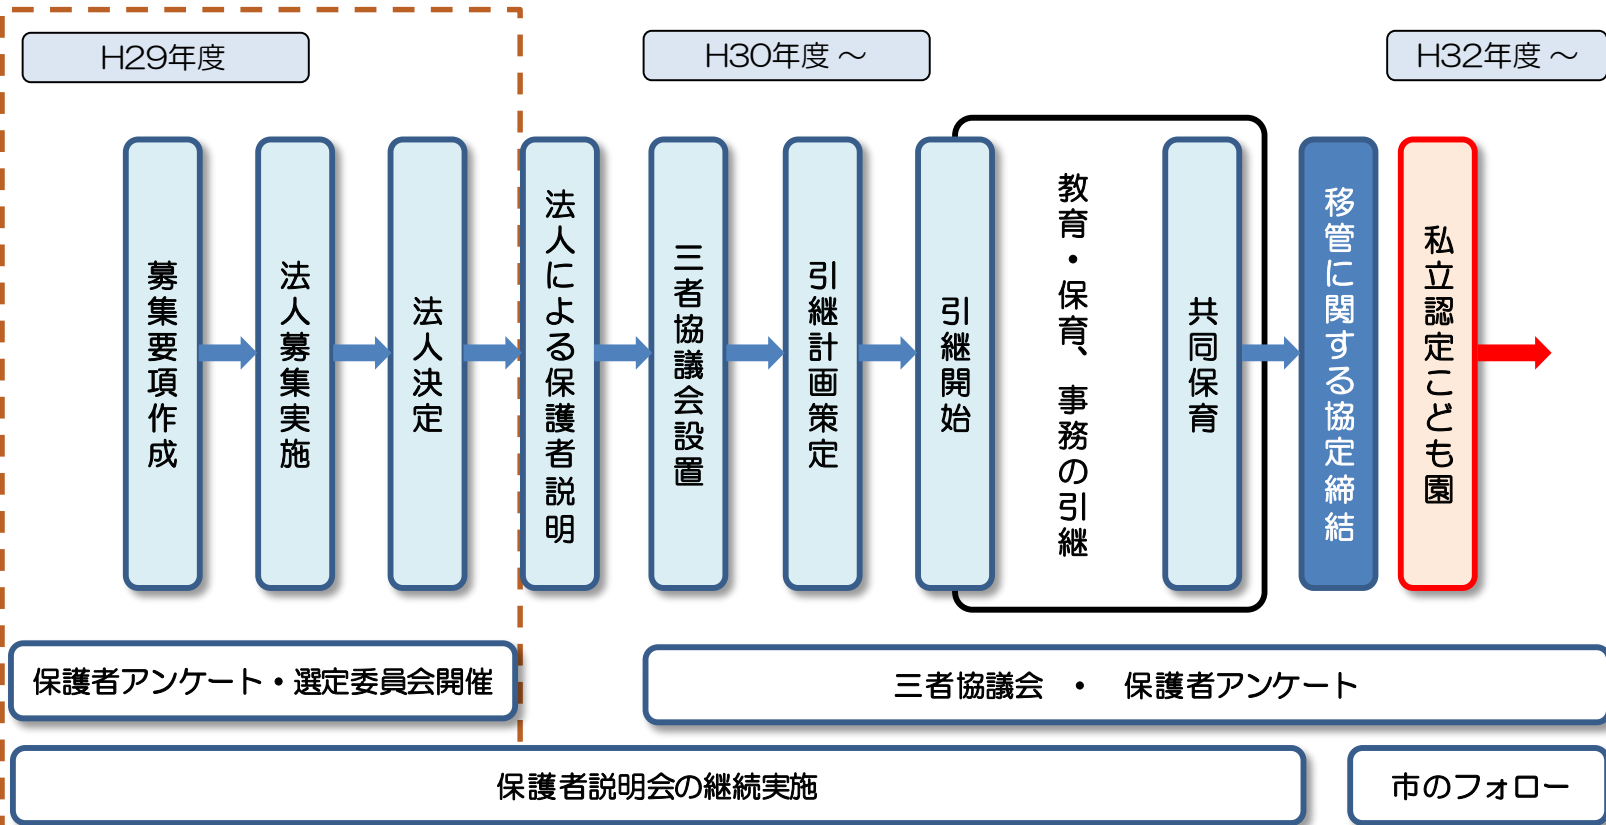 H29年度
H30年度 ～
H32年度 ～
募集要項作成
法人募集実施
法人決定
法人による保護者説明
三者協議会設置
引継計画策定
引継開始
教育・保育、事務の引継
共同保育
移管に関する協定締結
私立認定こども園
保護者アンケート・選定委員会開催
三者協議会 ・ 保護者アンケート
保護者説明会の継続実施
市のフォロー